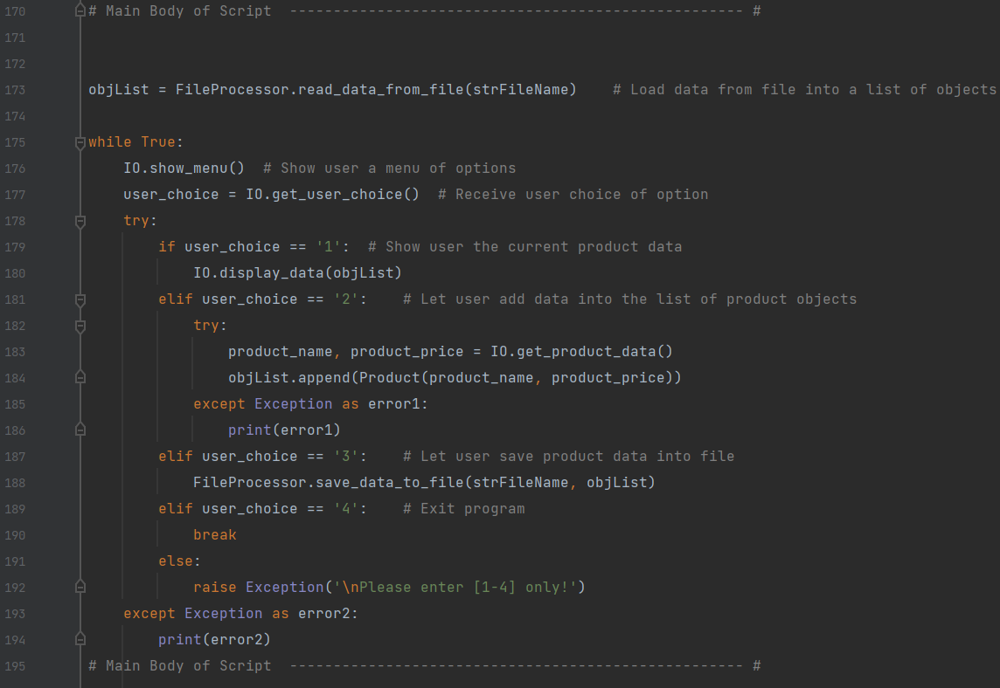 170 # Main Body of Script  ---------------------------------------------------- #
171
172
173 objList = FileProcessor.read_data_from_file(strFileName)    # Load data from file into a list of objects
174
175 while True:
176     IO.show_menu()  # Show user a menu of options
177     user_choice = IO.get_user_choice()  # Receive user choice of option
178     try:
179         if user_choice == '1':  # Show user the current product data
180             IO.display_data(objList)
181         elif user_choice == '2':    # Let user add data into the list of product objects
182             try:
183                 product_name, product_price = IO.get_product_data()
184                 objList.append(Product(product_name, product_price))
185             except Exception as error1:
186                 print(error1)
187         elif user_choice == '3':    # Let user save product data into file
188             FileProcessor.save_data_to_file(strFileName, objList)
189         elif user_choice == '4':    # Exit program
190             break
191         else:
192             raise Exception('\nPlease enter [1-4] only!')
193     except Exception as error2:
194         print(error2)
195 # Main Body of Script  ---------------------------------------------------- #